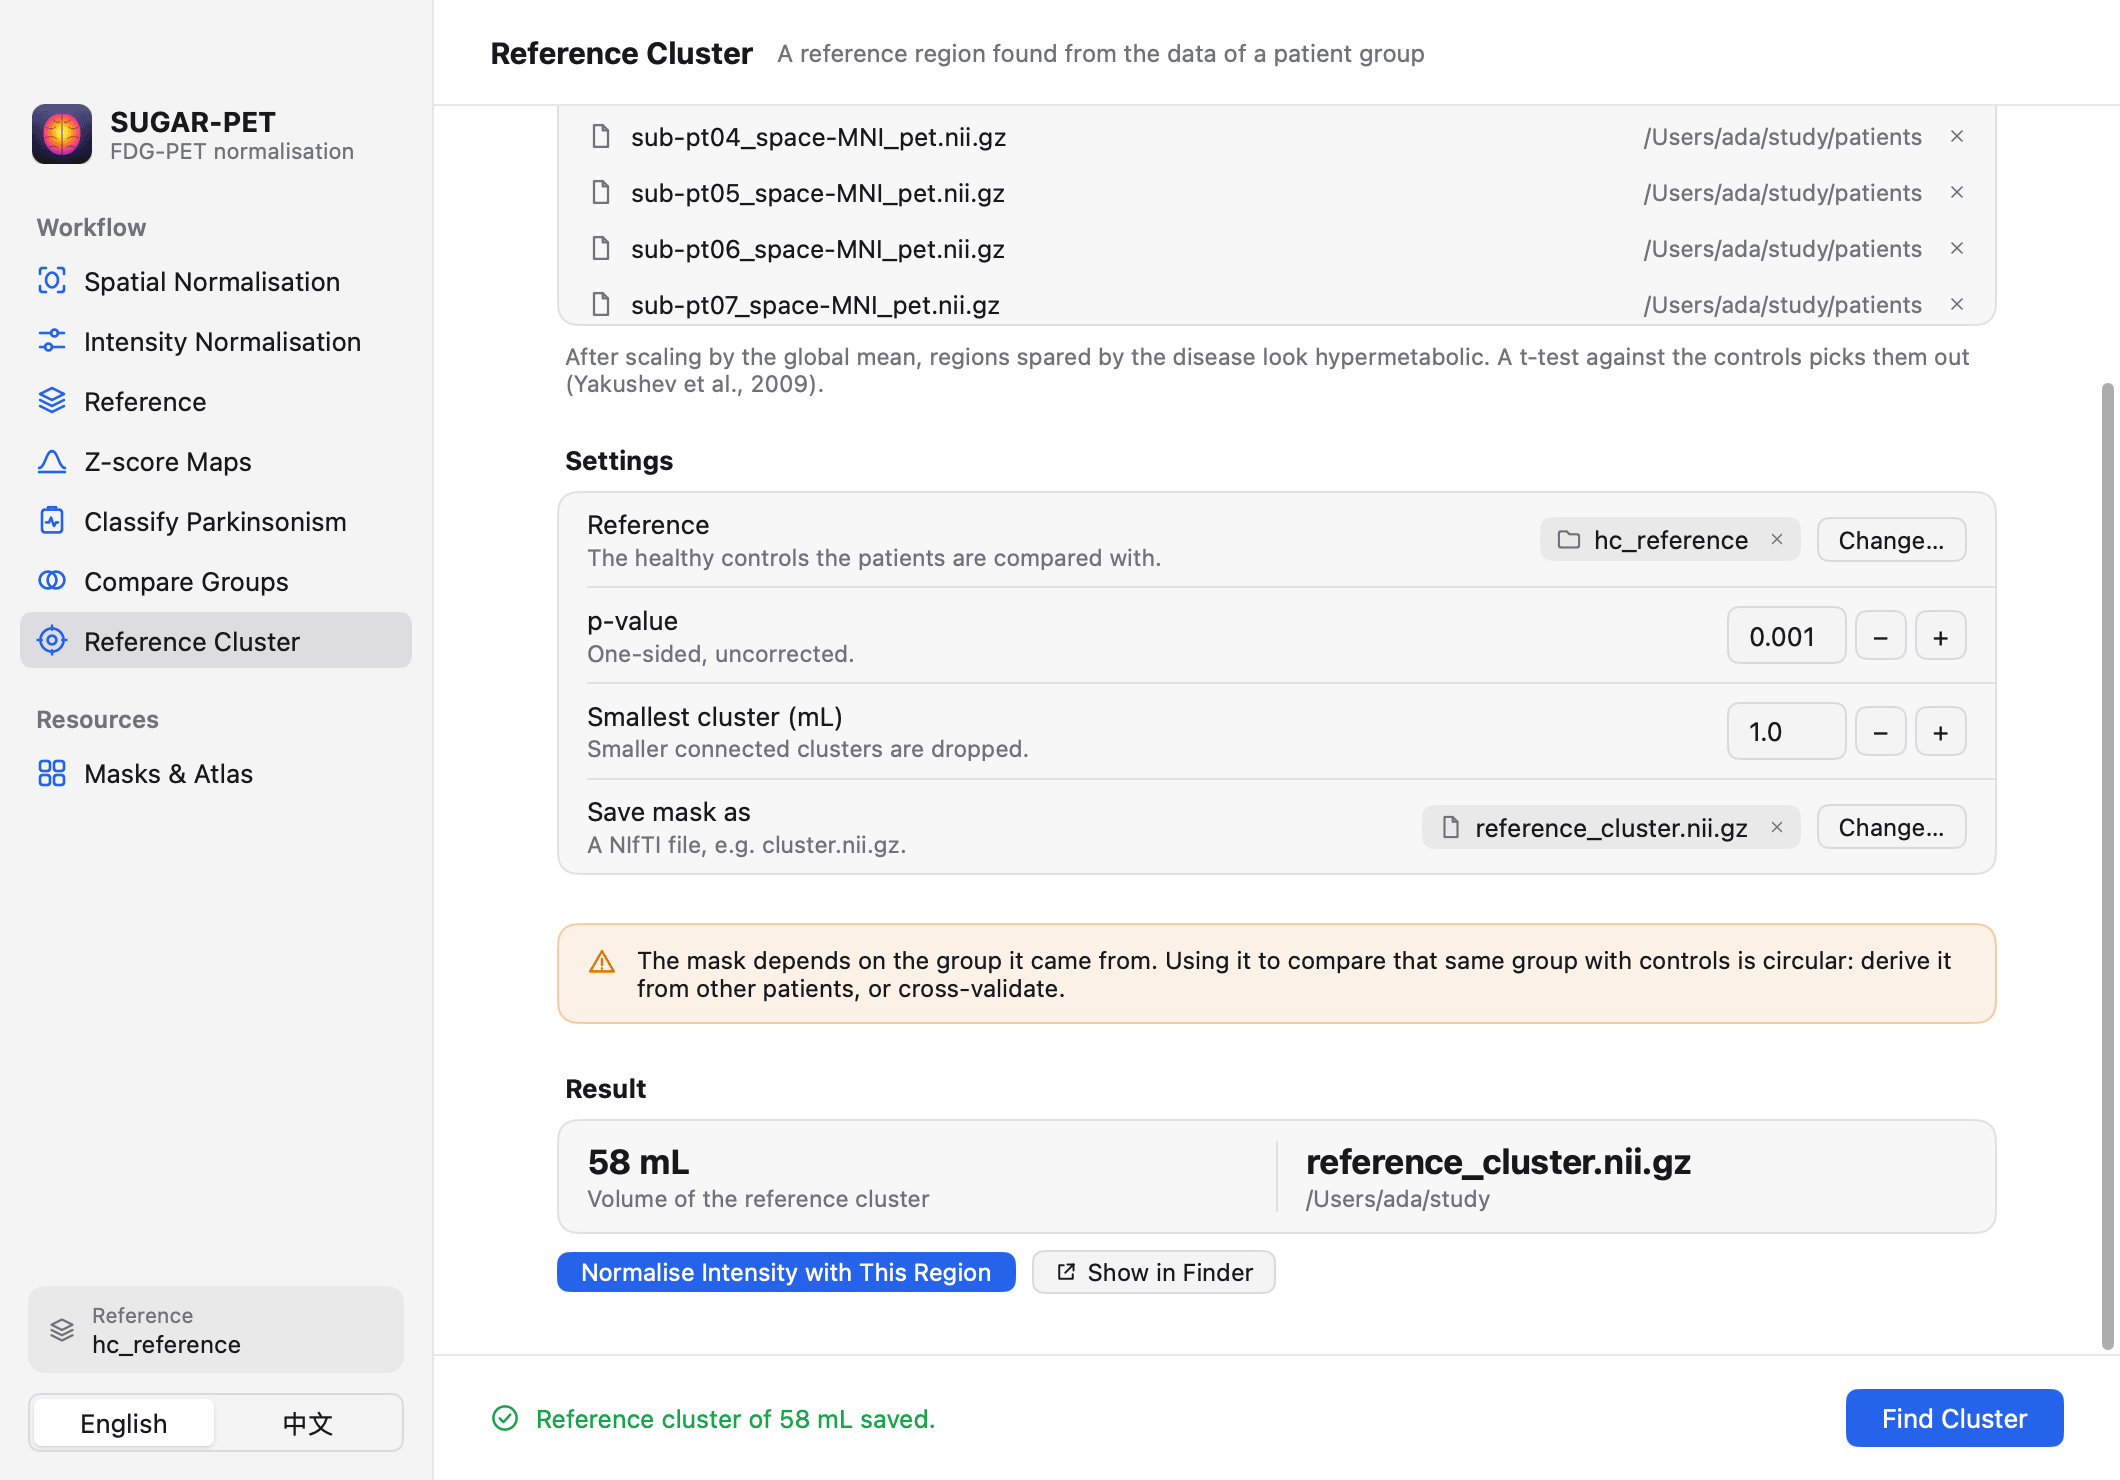 SUGAR-PET
FDG-PET normalisation
Workflow
Spatial Normalisation
Intensity Normalisation
Reference
Z-score Maps
Classify Parkinsonism
Compare Groups
Reference Cluster
Resources
Masks & Atlas
Reference
hc_reference
English
中文
Reference Cluster
A reference region found from the data of a patient group
sub-pt04_space-MNI_pet.nii.gz /Users/ada/study/patients ×
sub-pt05_space-MNI_pet.nii.gz /Users/ada/study/patients ×
sub-pt06_space-MNI_pet.nii.gz /Users/ada/study/patients ×
sub-pt07_space-MNI_pet.nii.gz /Users/ada/study/patients ×
After scaling by the global mean, regions spared by the disease look hypermetabolic. A t-test against the controls picks them out
(Yakushev et al., 2009).
Settings
Reference
The healthy controls the patients are compared with.
hc_reference × Change...
p-value
One-sided, uncorrected.
0.001 − +
Smallest cluster (mL)
Smaller connected clusters are dropped.
1.0 − +
Save mask as
A NIfTI file, e.g. cluster.nii.gz.
reference_cluster.nii.gz × Change...
The mask depends on the group it came from. Using it to compare that same group with controls is circular: derive it
from other patients, or cross-validate.
Result
58 mL
Volume of the reference cluster
reference_cluster.nii.gz
/Users/ada/study
Normalise Intensity with This Region
Show in Finder
Reference cluster of 58 mL saved.
Find Cluster